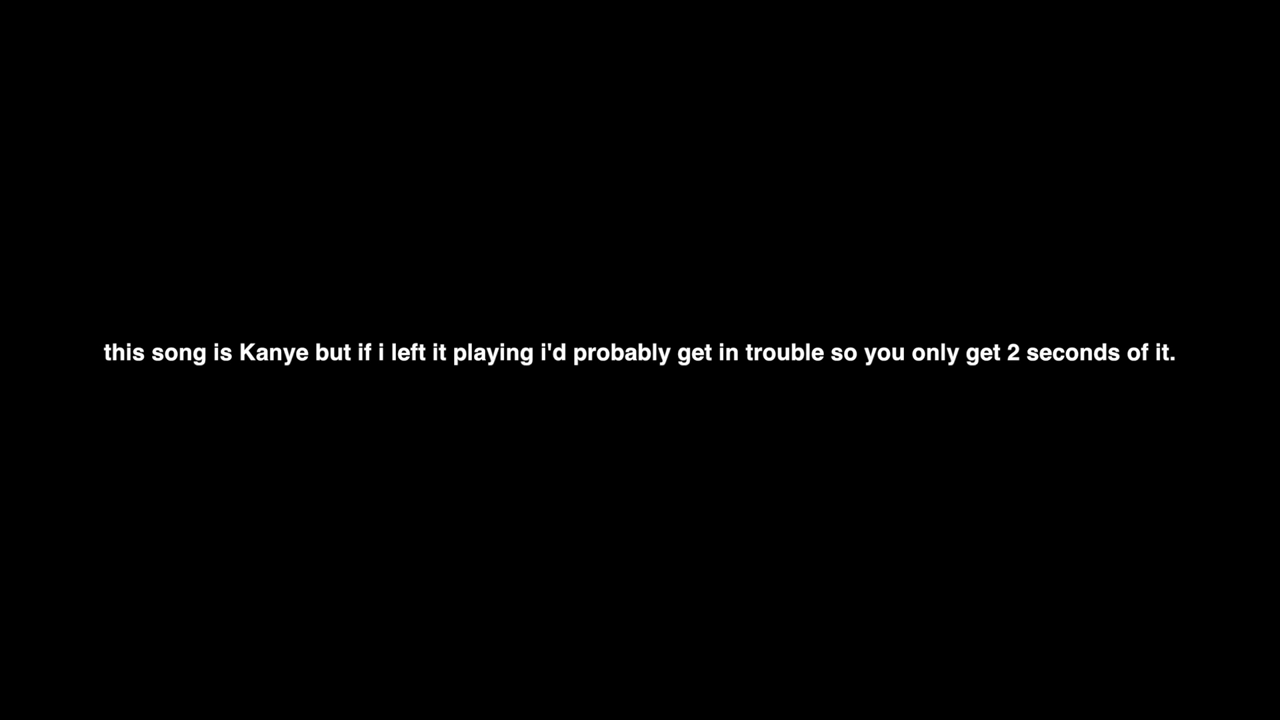 this song is Kanye but if i left it playing i'd probably get in trouble so you only get 2 seconds of it.